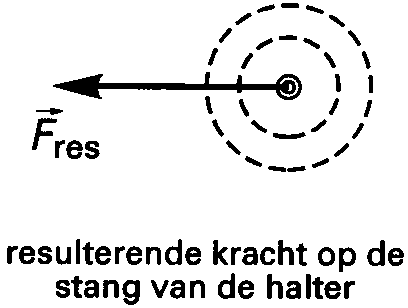 F⃗res
resulterende kracht op de
stang van de halter